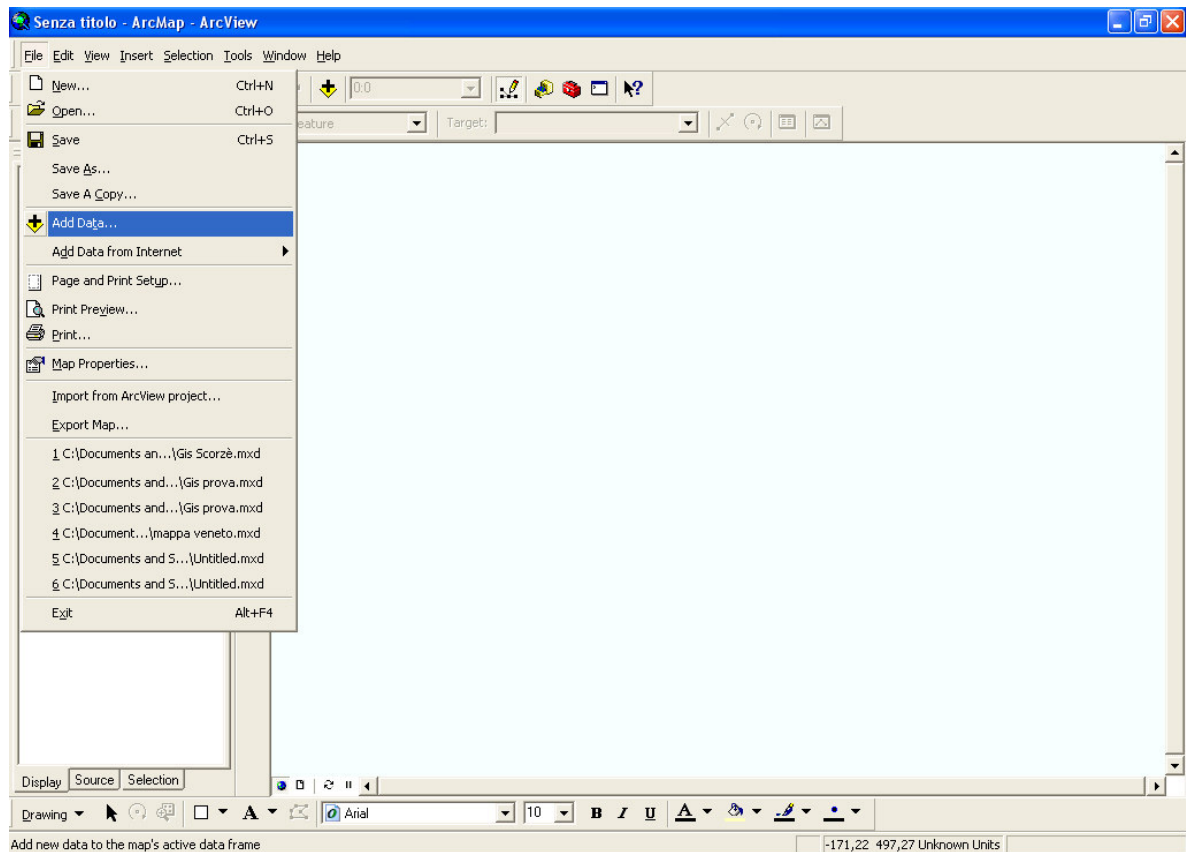 Senza titolo - ArcMap - ArcView
File Edit View Insert Selection Tools Window Help
New... Ctrl+N
Open... Ctrl+O
Save Ctrl+S
Save As...
Save A Copy...
Add Data...
Add Data from Internet
Page and Print Setup...
Print Preview...
Print...
Map Properties...
Import from ArcView project...
Export Map...
1 C:\Documents an...\Gis Scorzè.mxd
2 C:\Documents and...\Gis prova.mxd
3 C:\Documents and...\Gis prova.mxd
4 C:\Document...\mappa veneto.mxd
5 C:\Documents and S...\Untitled.mxd
6 C:\Documents and S...\Untitled.mxd
Exit Alt+F4
0:0
eature Target:
Display Source Selection
Drawing A Arial 10 B I U A
Add new data to the map's active data frame -171,22 497,27 Unknown Units